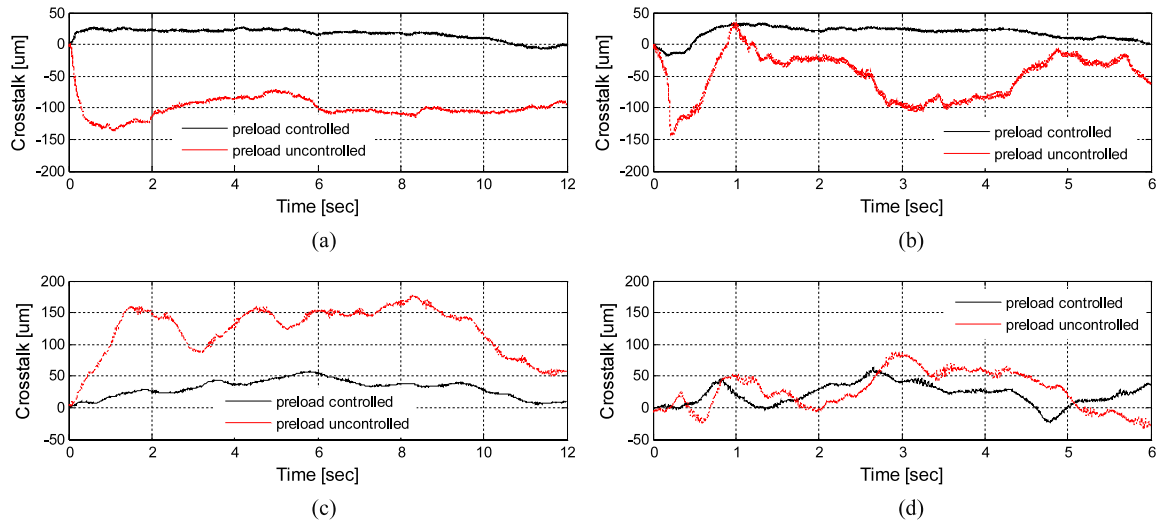 50
0
-50
-100
-150
-200
Crosstalk [um]
preload controlled
preload uncontrolled
0 2 4 6 8 10 12
Time [sec]
(a)
50
0
-50
-100
-150
-200
Crosstalk [um]
preload controlled
preload uncontrolled
0 1 2 3 4 5 6
Time [sec]
(b)
200
150
100
50
0
-50
Crosstalk [um]
preload controlled
preload uncontrolled
0 2 4 6 8 10 12
Time [sec]
(c)
200
150
100
50
0
-50
Crosstalk [um]
preload controlled
preload uncontrolled
0 1 2 3 4 5 6
Time [sec]
(d)